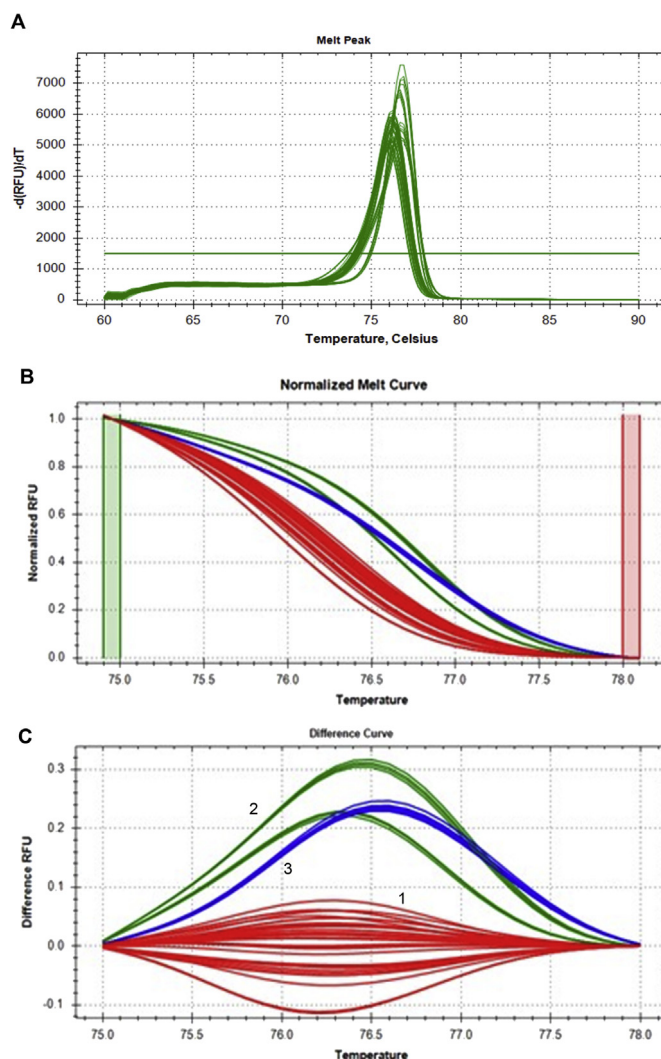 A
Melt Peak
7000
6000
5000
4000
3000
2000
1000
0
-d(RFU)/dT
60 65 70 75 80 85 90
Temperature, Celsius
B
Normalized Melt Curve
1.0
0.8
0.6
0.4
0.2
0.0
Normalized RFU
75.0 75.5 76.0 76.5 77.0 77.5 78.0
Temperature
C
Difference Curve
0.3
0.2
0.1
0.0
-0.1
Difference RFU
2
3
1
75.0 75.5 76.0 76.5 77.0 77.5 78.0
Temperature